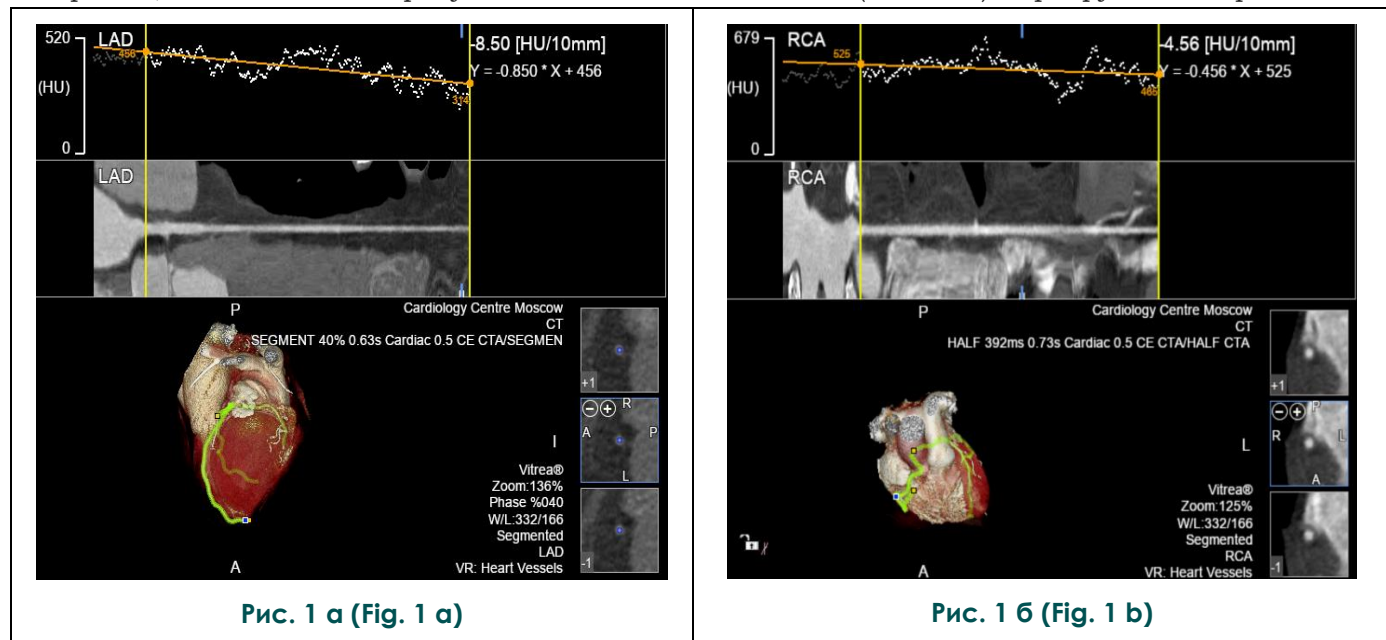 520
LAD
456
-8.50 [HU/10mm]
Y = -0.850 * X + 456
(HU)
314
0
LAD
P
Cardiology Centre Moscow
CT
SEGMENT 40% 0.63s Cardiac 0.5 CE CTA/SEGMEN
+1
R
A
P
L
I
Vitrea®
Zoom:136%
Phase %040
W/L:332/166
Segmented
LAD
VR: Heart Vessels
-1
A
Рис. 1 а (Fig. 1 a)
679
RCA
525
-4.56 [HU/10mm]
Y = -0.456 * X + 525
(HU)
465
0
RCA
P
Cardiology Centre Moscow
CT
HALF 392ms 0.73s Cardiac 0.5 CE CTA/HALF CTA
+1
P
R
L
A
L
Vitrea®
Zoom:125%
W/L:332/166
Segmented
RCA
VR: Heart Vessels
-1
A
Рис. 1 б (Fig. 1 b)